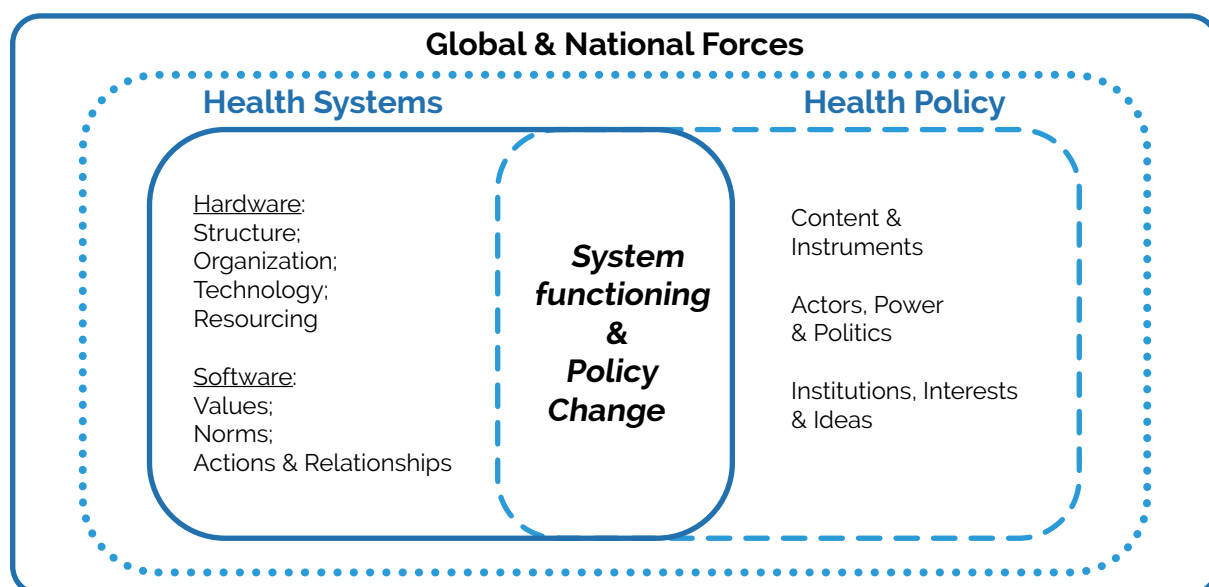 Global & National Forces
Health Systems
Health Policy
Hardware:
Structure;
Organization;
Technology;
Resourcing
Software:
Values;
Norms;
Actions & Relationships
System
functioning
&
Policy
Change
Content &
Instruments
Actors, Power
& Politics
Institutions, Interests
& Ideas